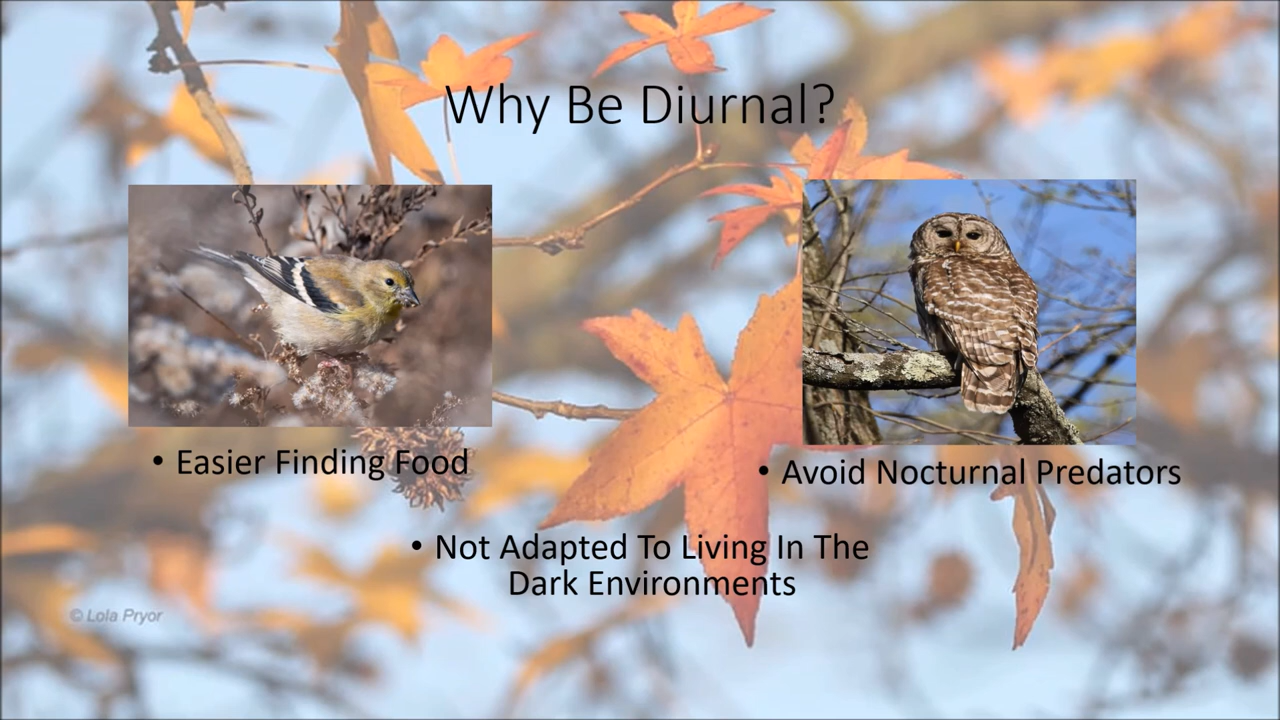 Why Be Diurnal?
• Easier Finding Food
• Avoid Nocturnal Predators
• Not Adapted To Living In The
Dark Environments
© Lola Pryor